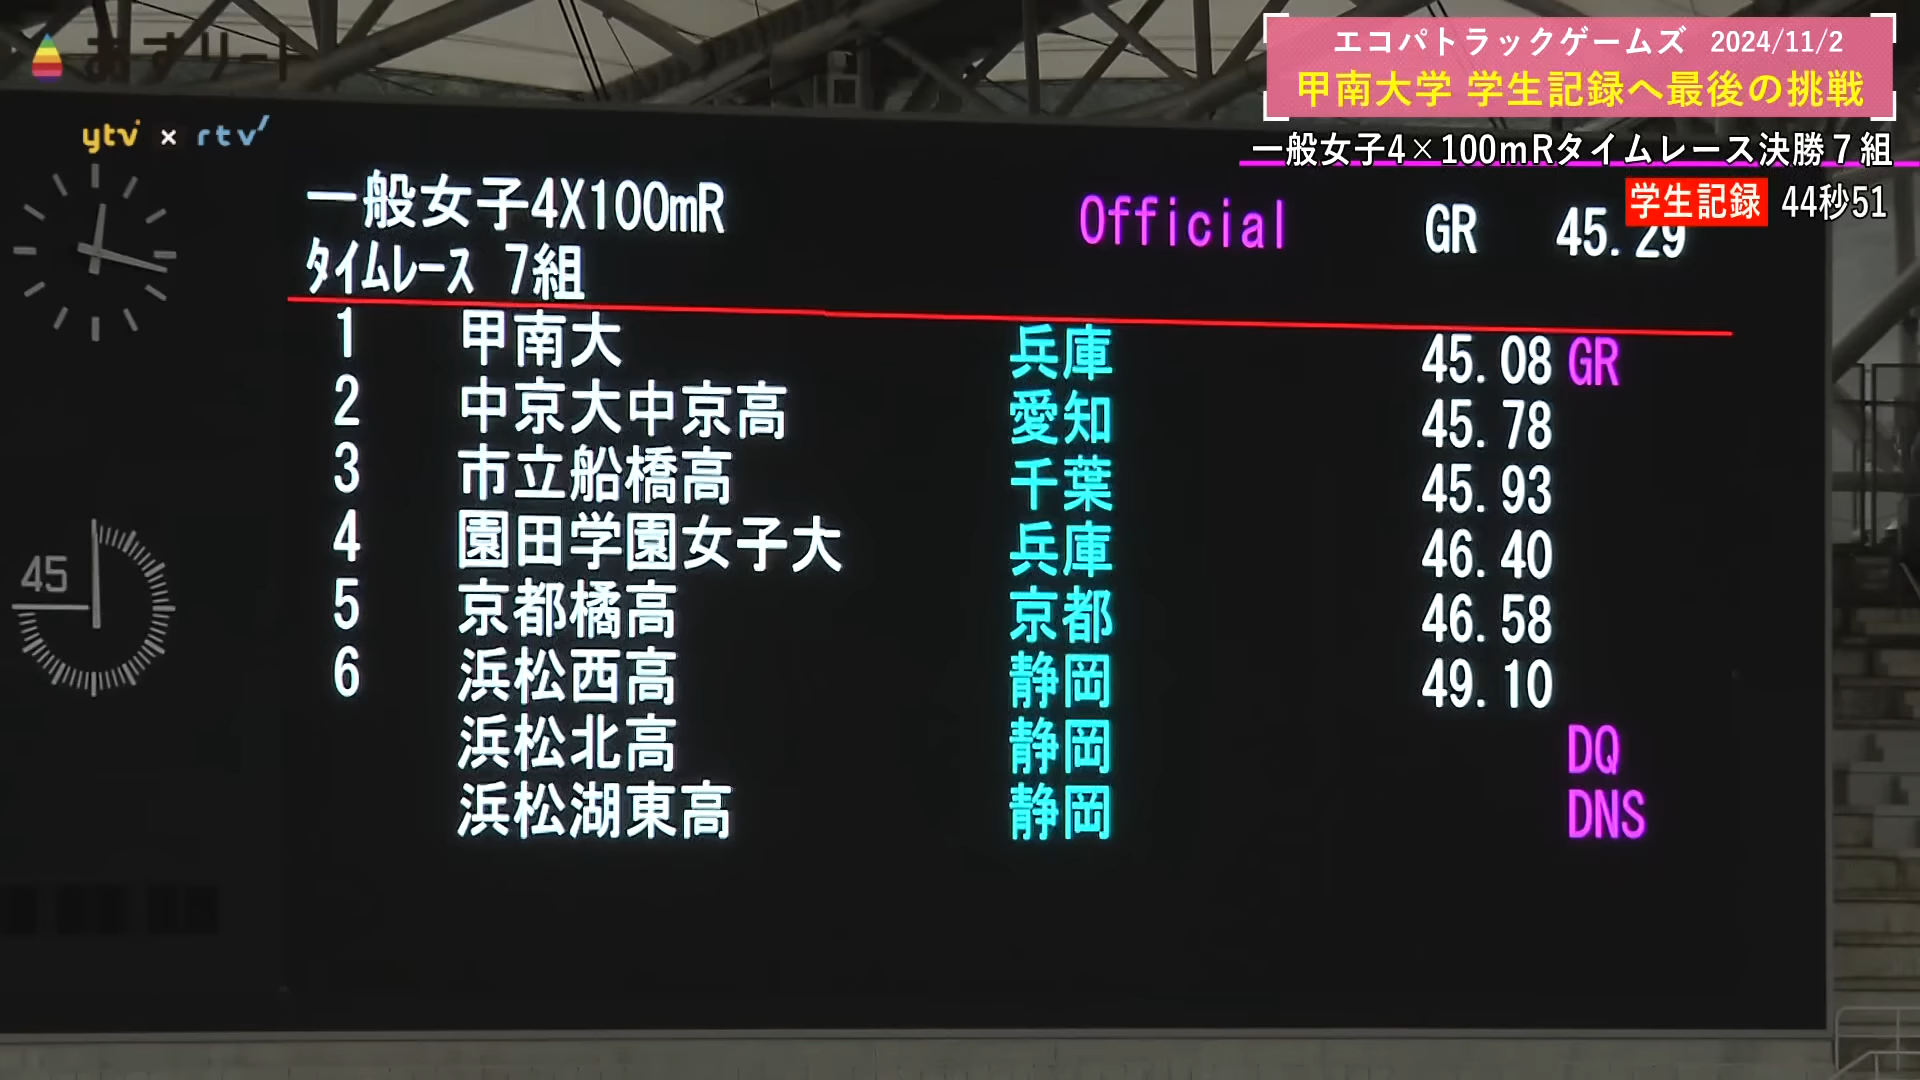 あすリート
ytv × rtv
エコパトラックゲームズ 2024/11/2
甲南大学 学生記録へ最後の挑戦
一般女子4×100mRタイムレース決勝7組
学生記録 44秒51
一般女子4X100mR Official GR 45.29
ﾀｲﾑﾚｰｽ 7組
1 甲南大 兵庫 45.08 GR
2 中京大中京高 愛知 45.78
3 市立船橋高 千葉 45.93
4 園田学園女子大 兵庫 46.40
5 京都橘高 京都 46.58
6 浜松西高 静岡 49.10
浜松北高 静岡 DQ
浜松湖東高 静岡 DNS
45